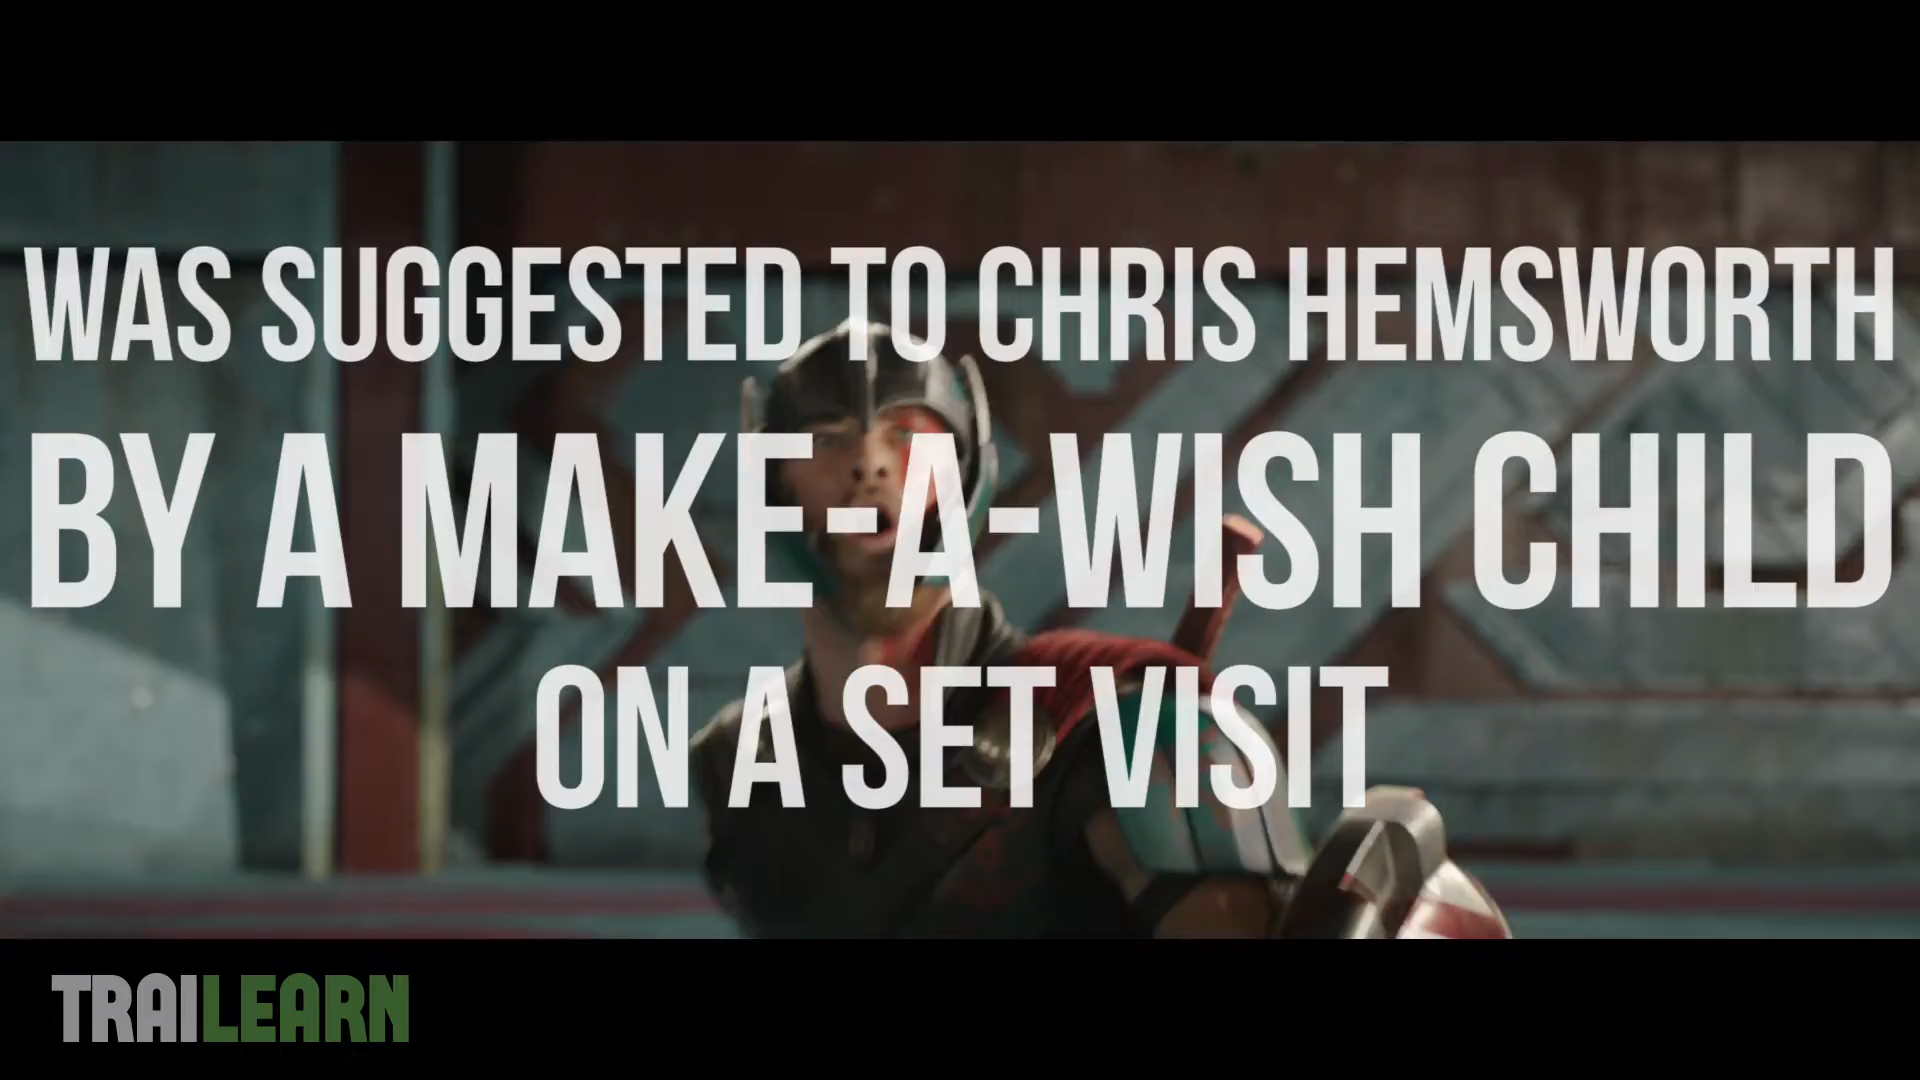 WAS SUGGESTED TO CHRIS HEMSWORTH
BY A MAKE-A-WISH CHILD
ON A SET VISIT
TRAILEARN